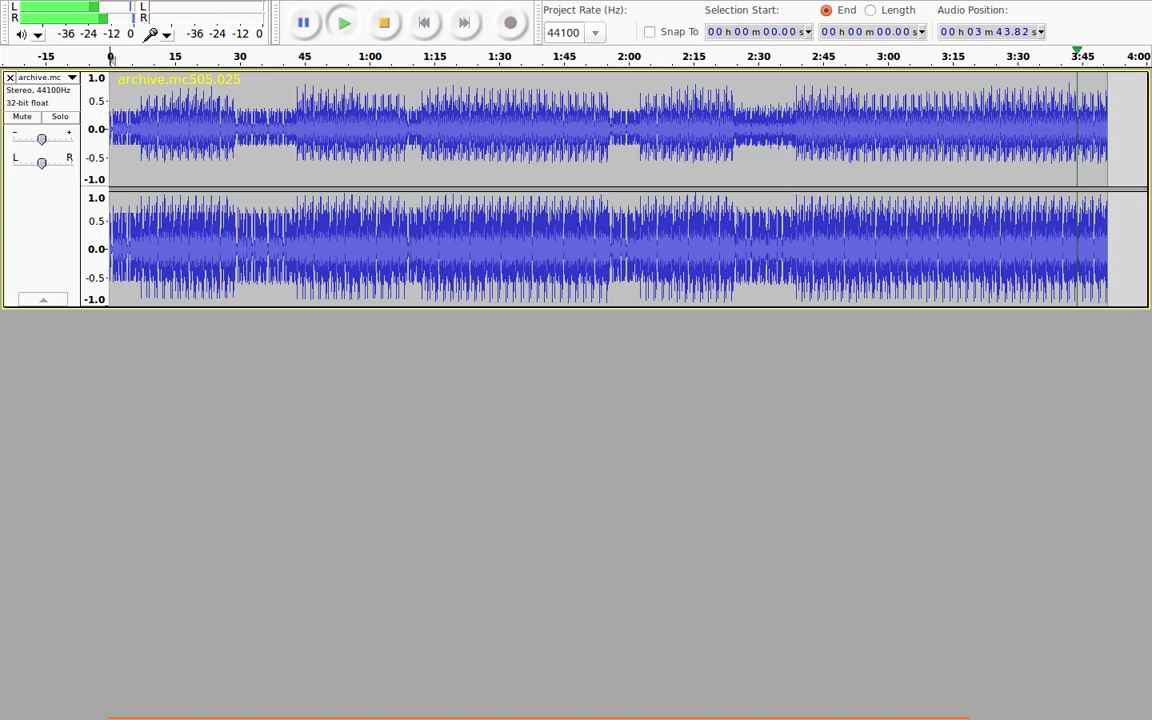 L L
R R
-36 -24 -12 0 -36 -24 -12 0
Project Rate (Hz): Selection Start: End Length Audio Position:
44100 Snap To 00 h 00 m 00.00 s 00 h 00 m 00.00 s 00 h 03 m 43.82 s
-15 0 15 30 45 1:00 1:15 1:30 1:45 2:00 2:15 2:30 2:45 3:00 3:15 3:30 3:45 4:00
archive.mc 1.0 archive.mc505.025
Stereo, 44100Hz
32-bit float 0.5
Mute Solo
- + 0.0
L R -0.5
-1.0
1.0
0.5
0.0
-0.5
-1.0